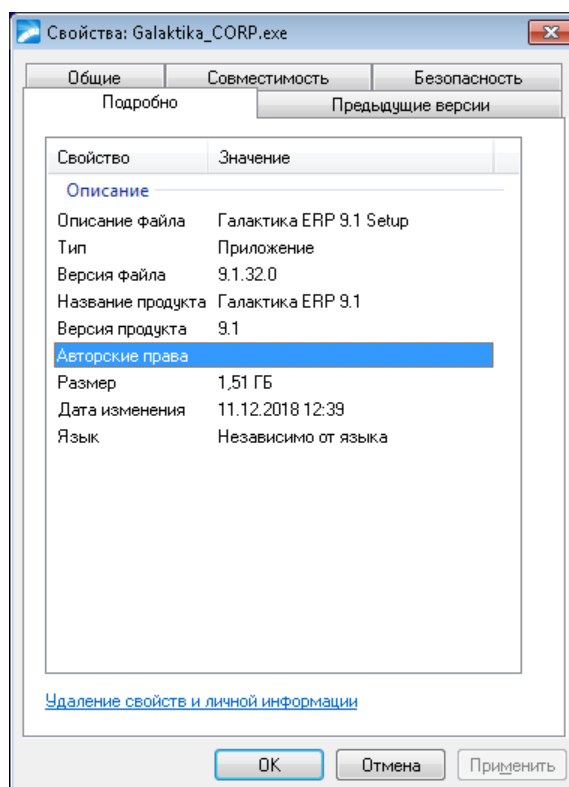 Свойства: Galaktika_CORP.exe
Общие Совместимость Безопасность
Подробно Предыдущие версии
Свойство Значение
Описание
Описание файла Галактика ERP 9.1 Setup
Тип Приложение
Версия файла 9.1.32.0
Название продукта Галактика ERP 9.1
Версия продукта 9.1
Авторские права
Размер 1,51 ГБ
Дата изменения 11.12.2018 12:39
Язык Независимо от языка
Удаление свойств и личной информации
OK Отмена Применить